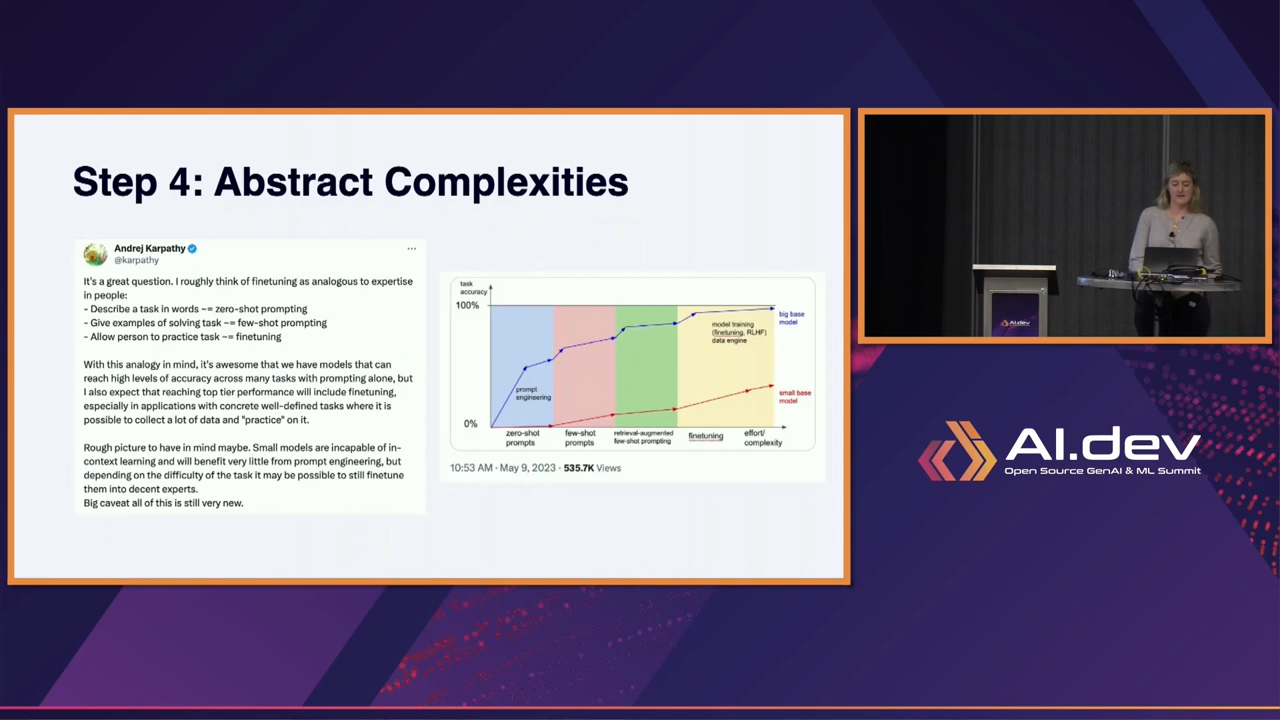 Step 4: Abstract Complexities
Andrej Karpathy
@karpathy
It's a great question. I roughly think of finetuning as analogous to expertise
in people:
- Describe a task in words ~= zero-shot prompting
- Give examples of solving task ~= few-shot prompting
- Allow person to practice task ~= finetuning
With this analogy in mind, it's awesome that we have models that can
reach high levels of accuracy across many tasks with prompting alone, but
I also expect that reaching top tier performance will include finetuning,
especially in applications with concrete well-defined tasks where it is
possible to collect a lot of data and "practice" on it.
Rough picture to have in mind maybe. Small models are incapable of in-
context learning and will benefit very little from prompt engineering, but
depending on the difficulty of the task it may be possible to still finetune
them into decent experts.
Big caveat all of this is still very new.
task
accuracy
100%
0%
prompt
engineering
model training
(finetuning, RLHF)
data engine
big base
model
small base
model
zero-shot
prompts
few-shot
prompts
retrieval-augmented
few-shot prompting
finetuning
effort/
complexity
10:53 AM · May 9, 2023 · 535.7K Views
AI.dev
AI.dev
Open Source GenAI & ML Summit